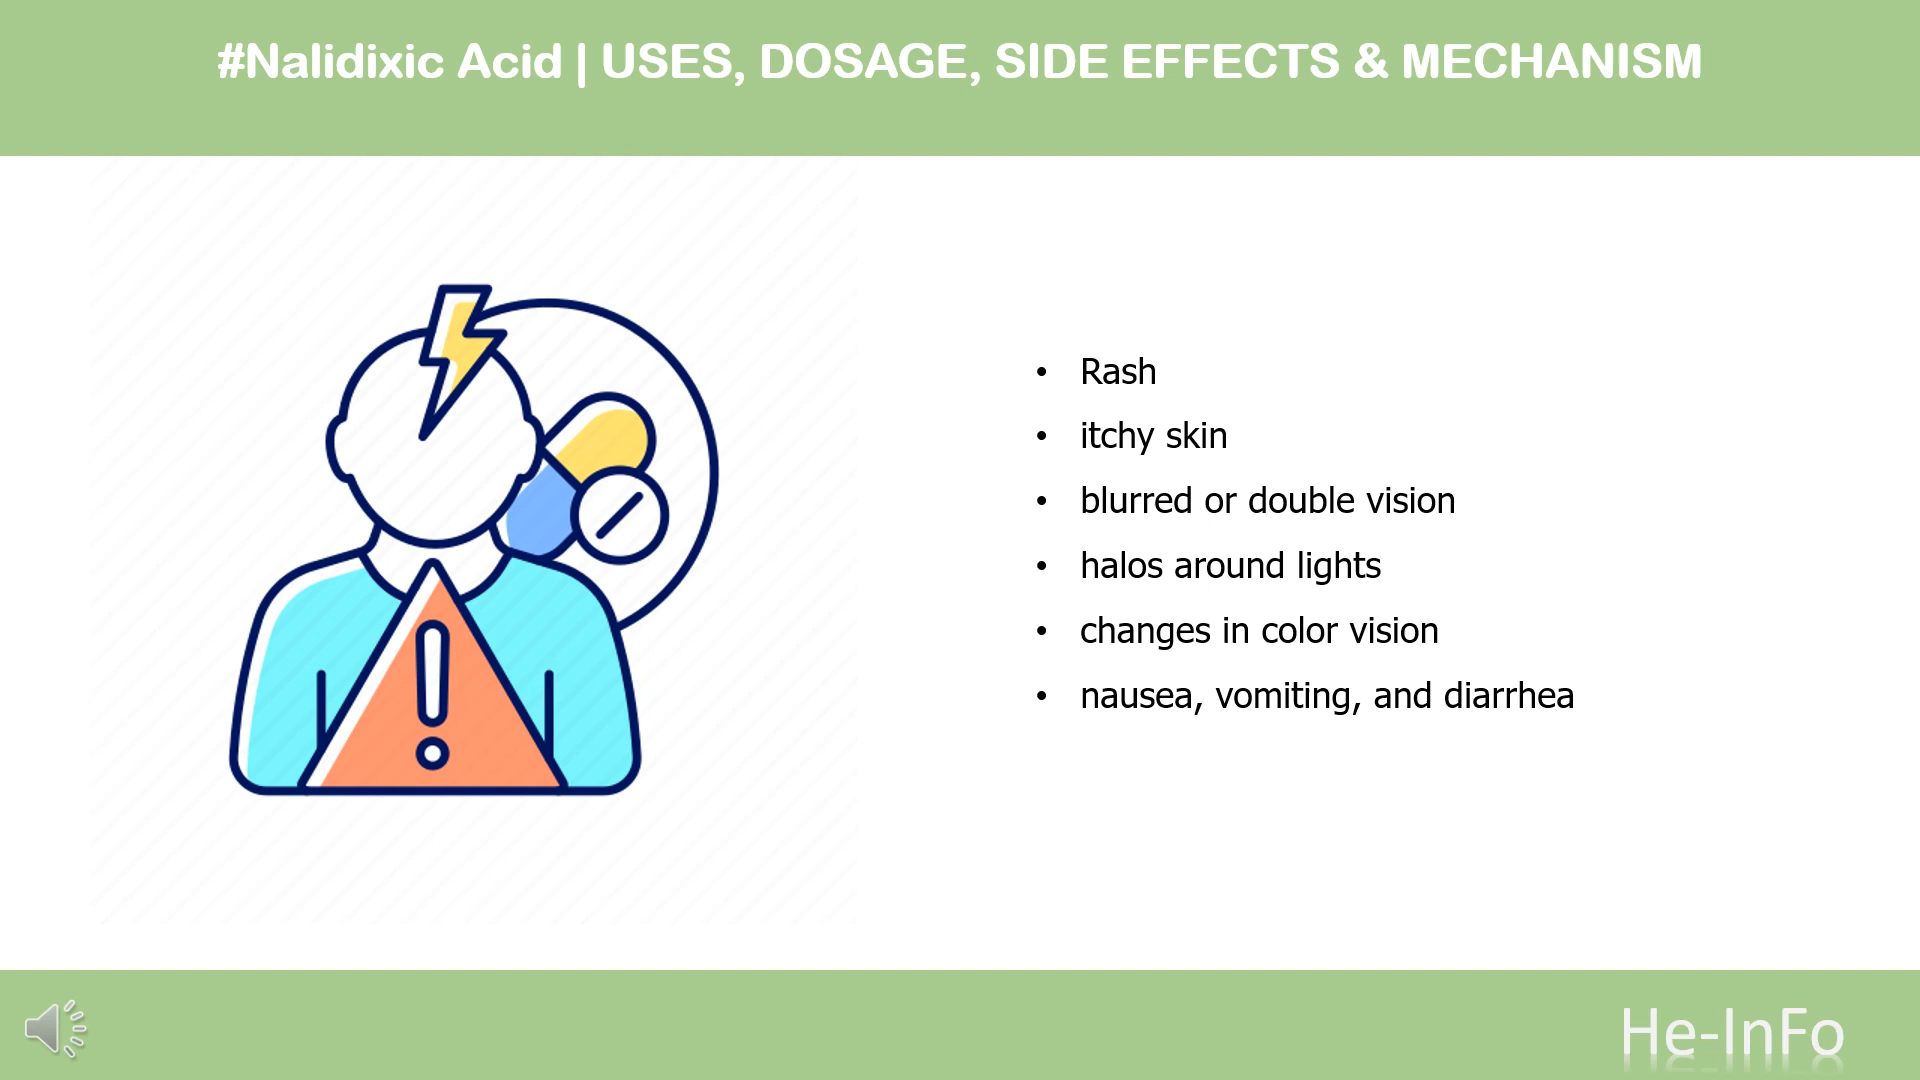 #Nalidixic Acid | USES, DOSAGE, SIDE EFFECTS & MECHANISM
• Rash
• itchy skin
• blurred or double vision
• halos around lights
• changes in color vision
• nausea, vomiting, and diarrhea
He-InFo